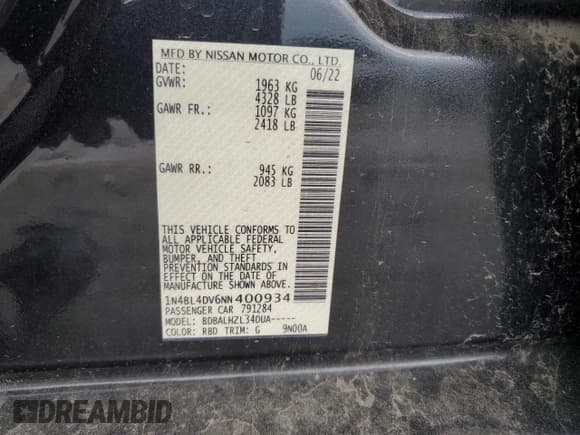 MFD BY NISSAN MOTOR CO., LTD.
DATE: 06/22
GVWR: 1963 KG
4328 LB
GAWR FR.: 1097 KG
2418 LB
GAWR RR.: 945 KG
2083 LB
THIS VEHICLE CONFORMS TO
ALL APPLICABLE FEDERAL
MOTOR VEHICLE SAFETY,
BUMPER, AND THEFT
PREVENTION STANDARDS IN
EFFECT ON THE DATE OF
MANUFACTURE SHOWN ABOVE.
1N4BL4DV6NN400934
PASSENGER CAR 791284
MODEL: BDBALHZL34DUA-----
COLOR: RBD TRIM: G 9N00A
DREAMBID